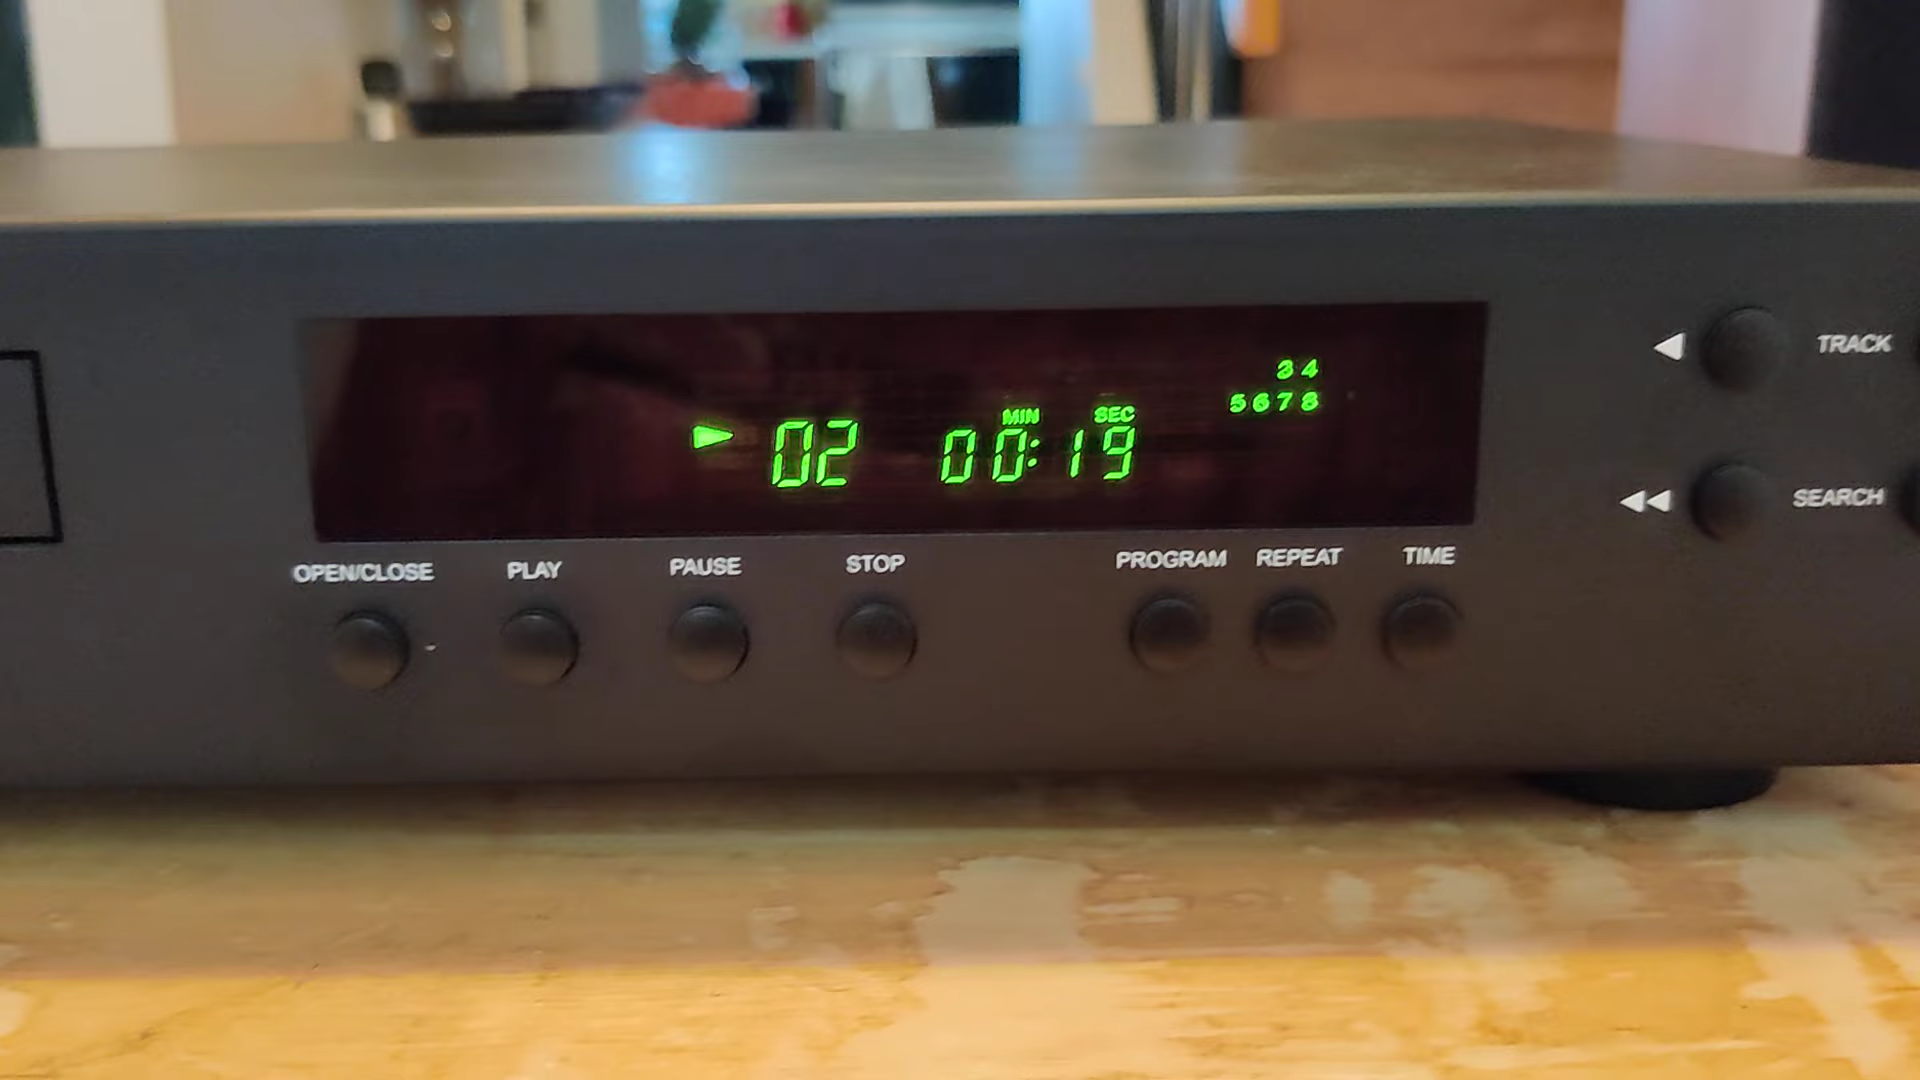 3 4
5 6 7 8
MIN SEC
02 00:19
OPEN/CLOSE PLAY PAUSE STOP PROGRAM REPEAT TIME
TRACK
SEARCH